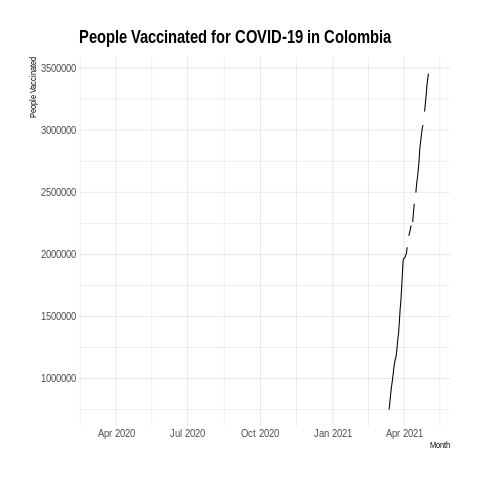 People Vaccinated for COVID-19 in Colombia
People Vaccinated
3500000
3000000
2500000
2000000
1500000
1000000
Apr 2020 Jul 2020 Oct 2020 Jan 2021 Apr 2021
Month